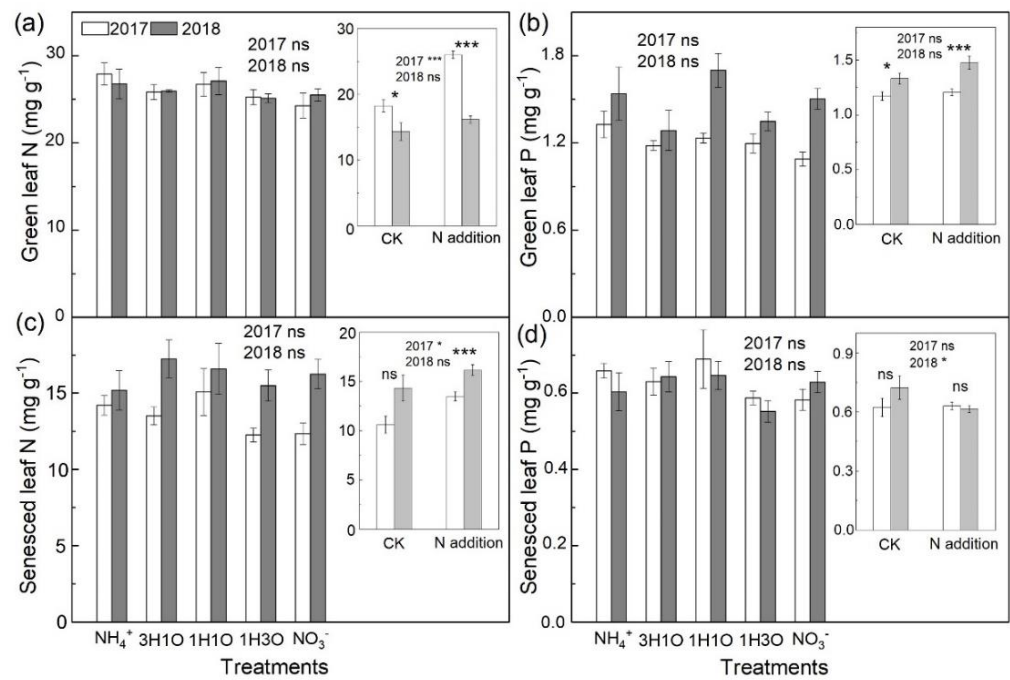 (a)
2017 2018
2017 ns
2018 ns
Green leaf N (mg g⁻¹)
30
20
10
0
30
20
10
0
2017 ***
2018 ns
*
***
CK
N addition
(b)
2017 ns
2018 ns
Green leaf P (mg g⁻¹)
1.8
1.2
0.6
0.0
1.5
1.0
0.5
0.0
2017 ns
2018 ns
*
***
CK
N addition
(c)
2017 ns
2018 ns
Senesced leaf N (mg g⁻¹)
15
10
5
0
20
15
10
5
0
2017 *
2018 ns
ns
***
CK
N addition
NH₄⁺ 3H1O 1H1O 1H3O NO₃⁻
Treatments
(d)
2017 ns
2018 ns
Senesced leaf P (mg g⁻¹)
0.6
0.4
0.2
0.0
0.9
0.6
0.3
0.0
2017 ns
2018 *
ns
ns
CK
N addition
NH₄⁺ 3H1O 1H1O 1H3O NO₃⁻
Treatments